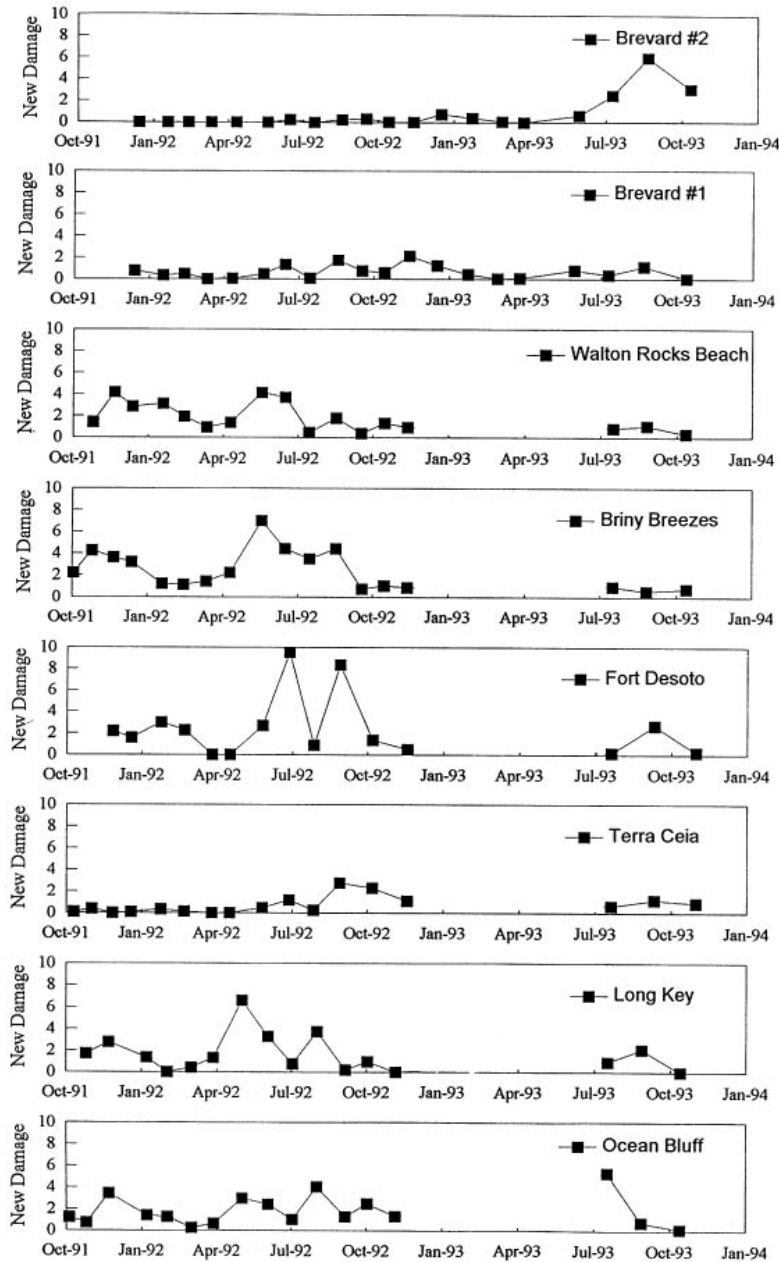 10
8
Brevard #2
6
4
2
0
New Damage
Oct-91 Jan-92 Apr-92 Jul-92 Oct-92 Jan-93 Apr-93 Jul-93 Oct-93 Jan-94
10
8
Brevard #1
6
4
2
0
New Damage
Oct-91 Jan-92 Apr-92 Jul-92 Oct-92 Jan-93 Apr-93 Jul-93 Oct-93 Jan-94
10
8
Walton Rocks Beach
6
4
2
0
New Damage
Oct-91 Jan-92 Apr-92 Jul-92 Oct-92 Jan-93 Apr-93 Jul-93 Oct-93 Jan-94
10
8
Briny Breezes
6
4
2
0
New Damage
Oct-91 Jan-92 Apr-92 Jul-92 Oct-92 Jan-93 Apr-93 Jul-93 Oct-93 Jan-94
10
8
Fort Desoto
6
4
2
0
New Damage
Oct-91 Jan-92 Apr-92 Jul-92 Oct-92 Jan-93 Apr-93 Jul-93 Oct-93 Jan-94
10
8
Terra Ceia
6
4
2
0
New Damage
Oct-91 Jan-92 Apr-92 Jul-92 Oct-92 Jan-93 Apr-93 Jul-93 Oct-93 Jan-94
10
8
Long Key
6
4
2
0
New Damage
Oct-91 Jan-92 Apr-92 Jul-92 Oct-92 Jan-93 Apr-93 Jul-93 Oct-93 Jan-94
10
8
Ocean Bluff
6
4
2
0
New Damage
Oct-91 Jan-92 Apr-92 Jul-92 Oct-92 Jan-93 Apr-93 Jul-93 Oct-93 Jan-94